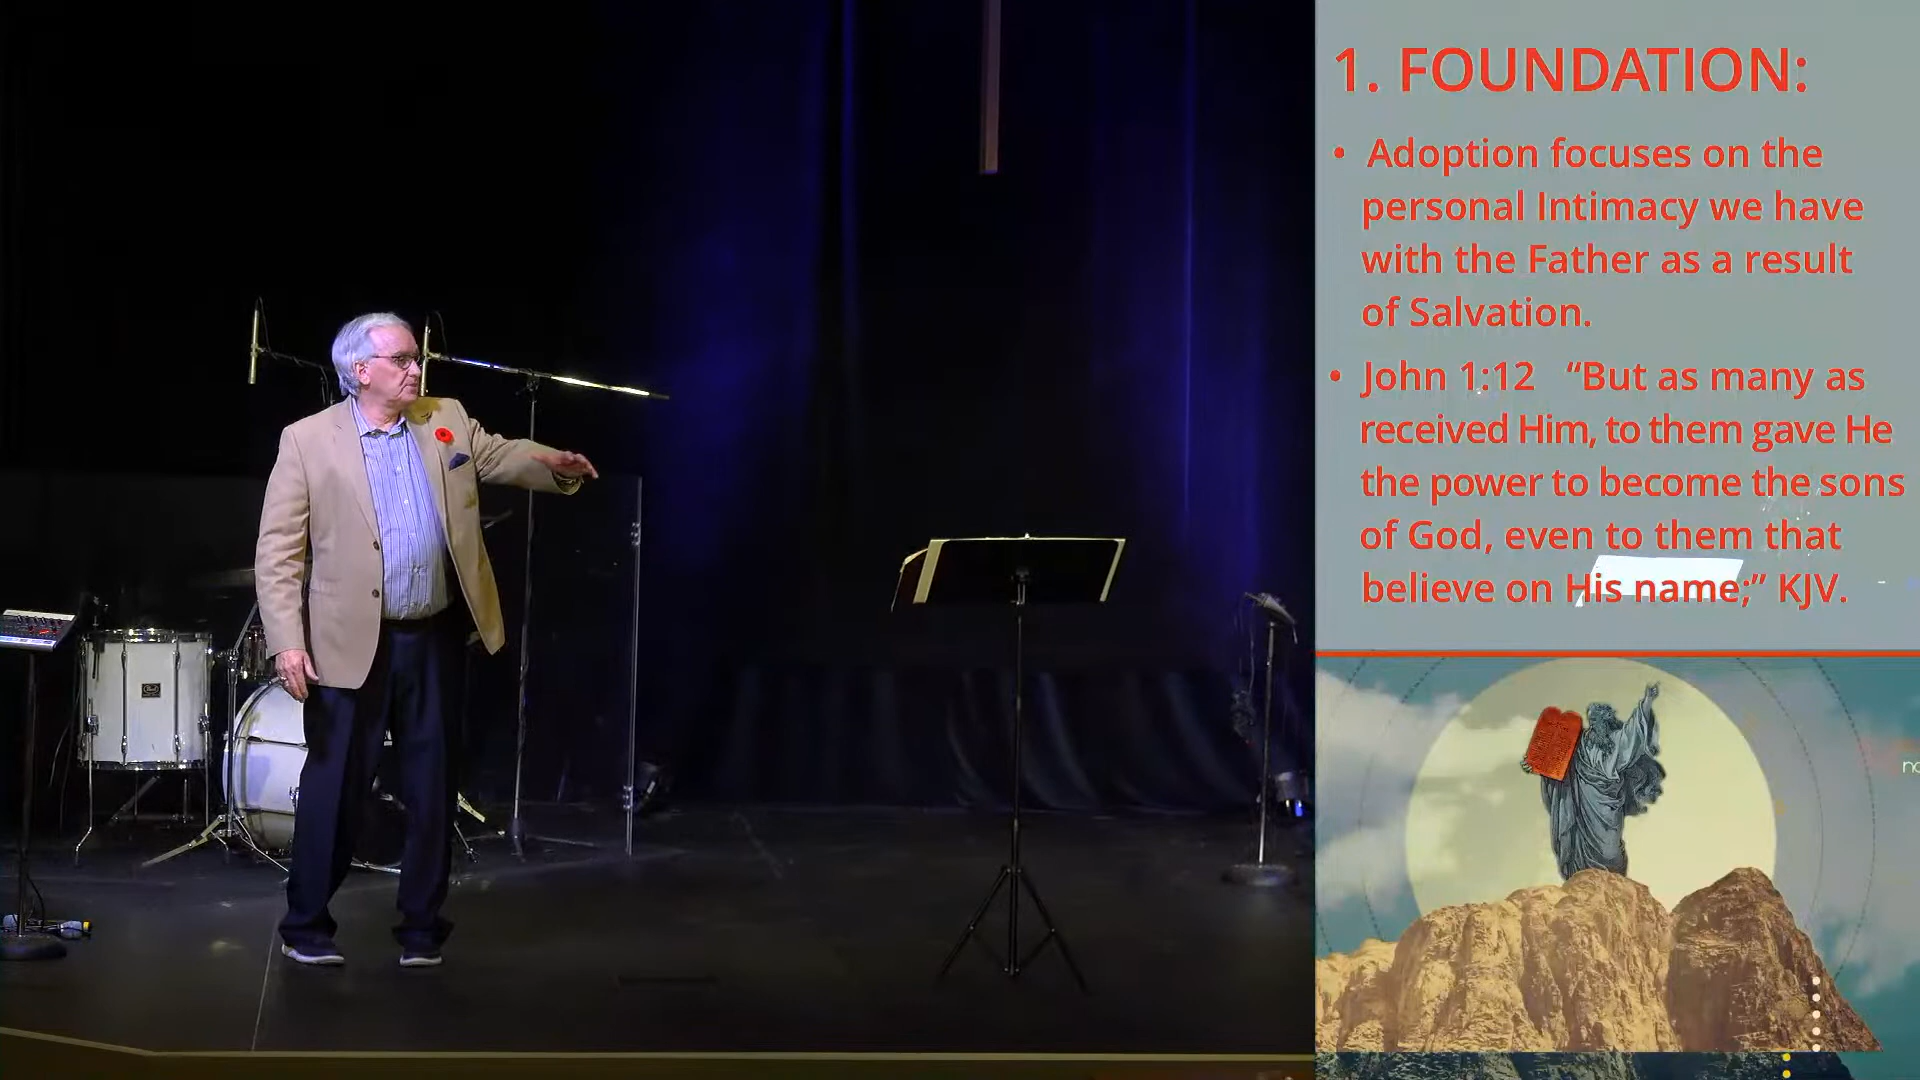 1. FOUNDATION:
• Adoption focuses on the
personal Intimacy we have
with the Father as a result
of Salvation.
• John 1:12 “But as many as
received Him, to them gave He
the power to become the sons
of God, even to them that
believe on His name;” KJV.